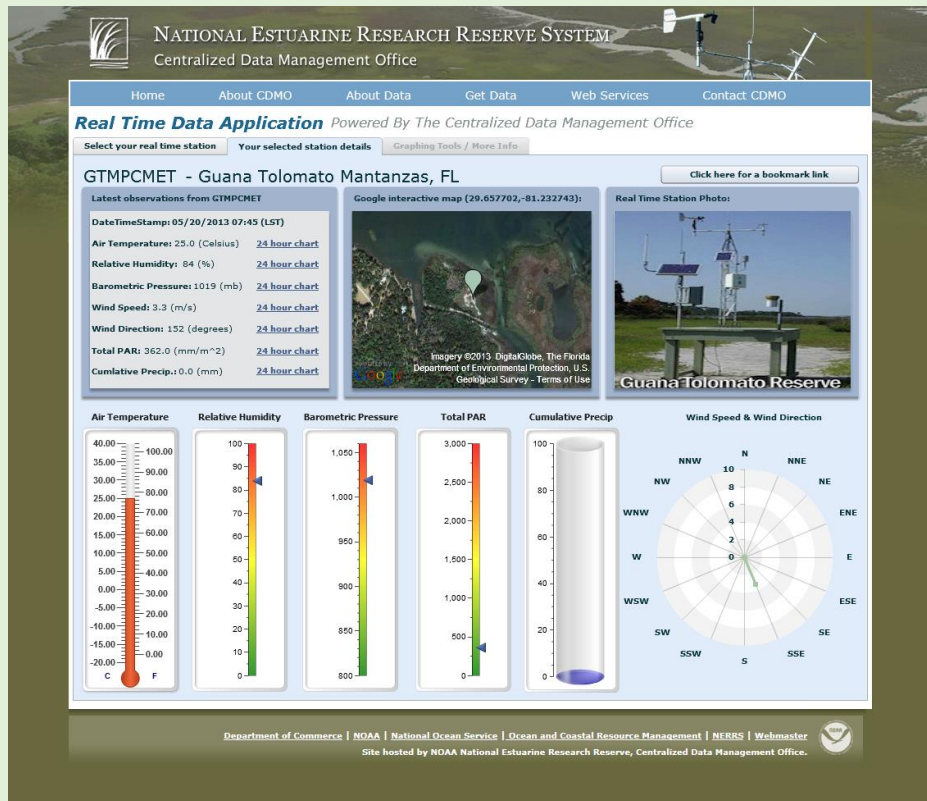 NATIONAL ESTUARINE RESEARCH RESERVE SYSTEM
Centralized Data Management Office
Home About CDMO About Data Get Data Web Services Contact CDMO
Real Time Data Application Powered By The Centralized Data Management Office
Select your real time station Your selected station details Graphing Tools / More Info
GTMPCMET - Guana Tolomato Mantanzas, FL
Click here for a bookmark link
Latest observations from GTMPCMET
DateTimeStamp: 05/20/2013 07:45 (LST)
Air Temperature: 25.0 (Celsius) 24 hour chart
Relative Humidity: 84 (%) 24 hour chart
Barometric Pressure: 1019 (mb) 24 hour chart
Wind Speed: 3.3 (m/s) 24 hour chart
Wind Direction: 152 (degrees) 24 hour chart
Total PAR: 362.0 (mm/m^2) 24 hour chart
Cumlative Precip.: 0.0 (mm) 24 hour chart
Google interactive map (29.657702,-81.232743):
Imagery ©2013 DigitalGlobe, The Florida
Department of Environmental Protection, U.S.
Geological Survey - Terms of Use
Real Time Station Photo:
Guana Tolomato Reserve
Air Temperature
40.00
35.00
30.00
25.00
20.00
15.00
10.00
5.00
0.00
-5.00
-10.00
-15.00
-20.00
100.00
90.00
80.00
70.00
60.00
50.00
40.00
30.00
20.00
10.00
0.00
C F
Relative Humidity
100
90
80
70
60
50
40
30
20
10
0
Barometric Pressure
1,050
1,000
950
900
850
800
Total PAR
3,000
2,500
2,000
1,500
1,000
500
0
Cumulative Precip
100
80
60
40
20
0
Wind Speed & Wind Direction
N
NNE
NE
ENE
E
ESE
SE
SSE
S
SSW
SW
WSW
W
WNW
NW
NNW
10
8
6
4
2
0
Department of Commerce | NOAA | National Ocean Service | Ocean and Coastal Resource Management | NERRS | Webmaster
Site hosted by NOAA National Estuarine Research Reserve, Centralized Data Management Office.